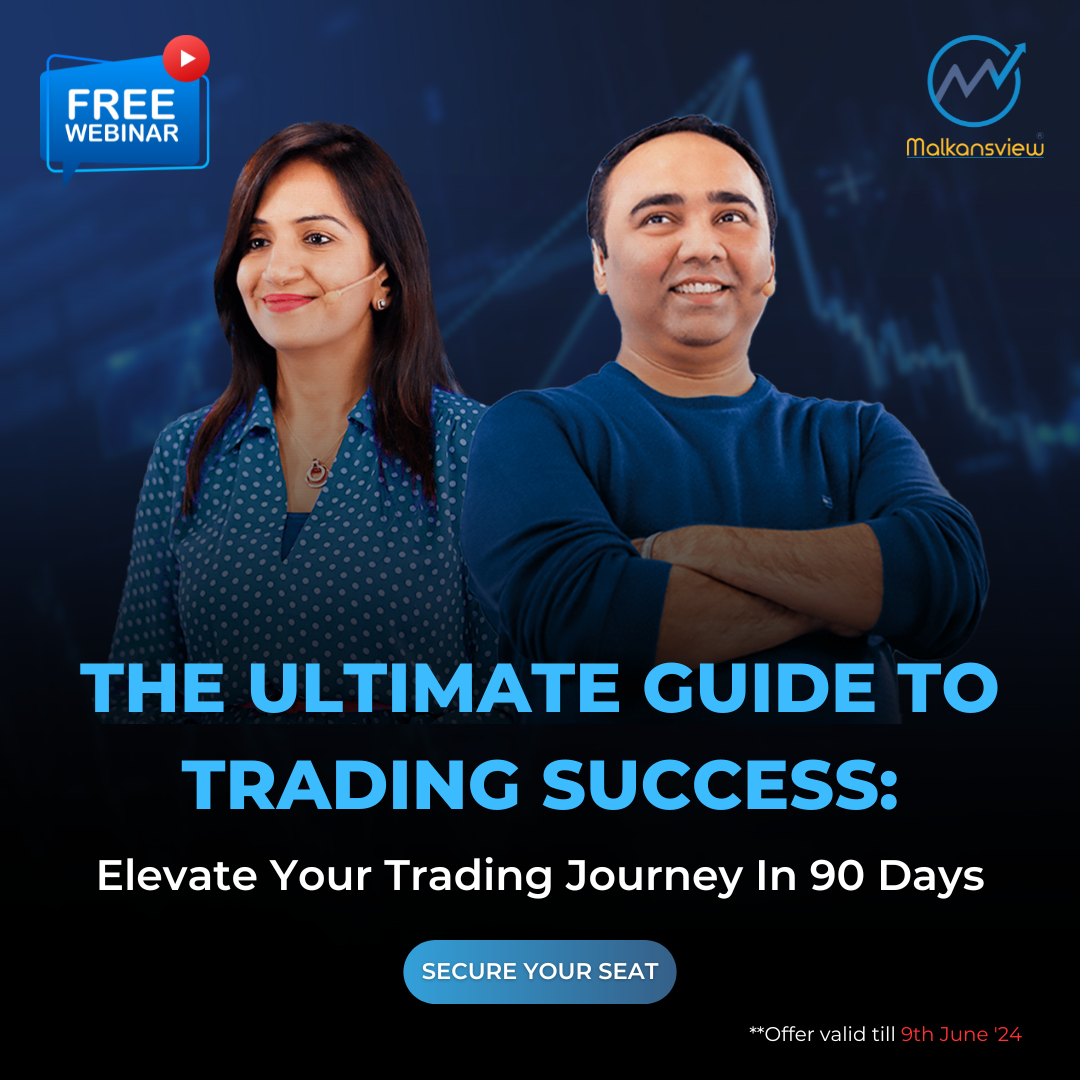 FREE
WEBINAR
Malkansview®
THE ULTIMATE GUIDE TO
TRADING SUCCESS:
Elevate Your Trading Journey In 90 Days
SECURE YOUR SEAT
**Offer valid till 9th June '24